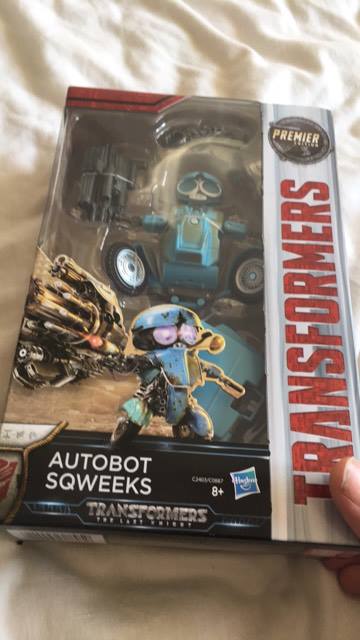 PREMIER
EDITION
TRANSFORMERS
AUTOBOT
SQWEEKS
C2403/C0887
8+
Hasbro
TRANSFORMERS
THE LAST KNIGHT